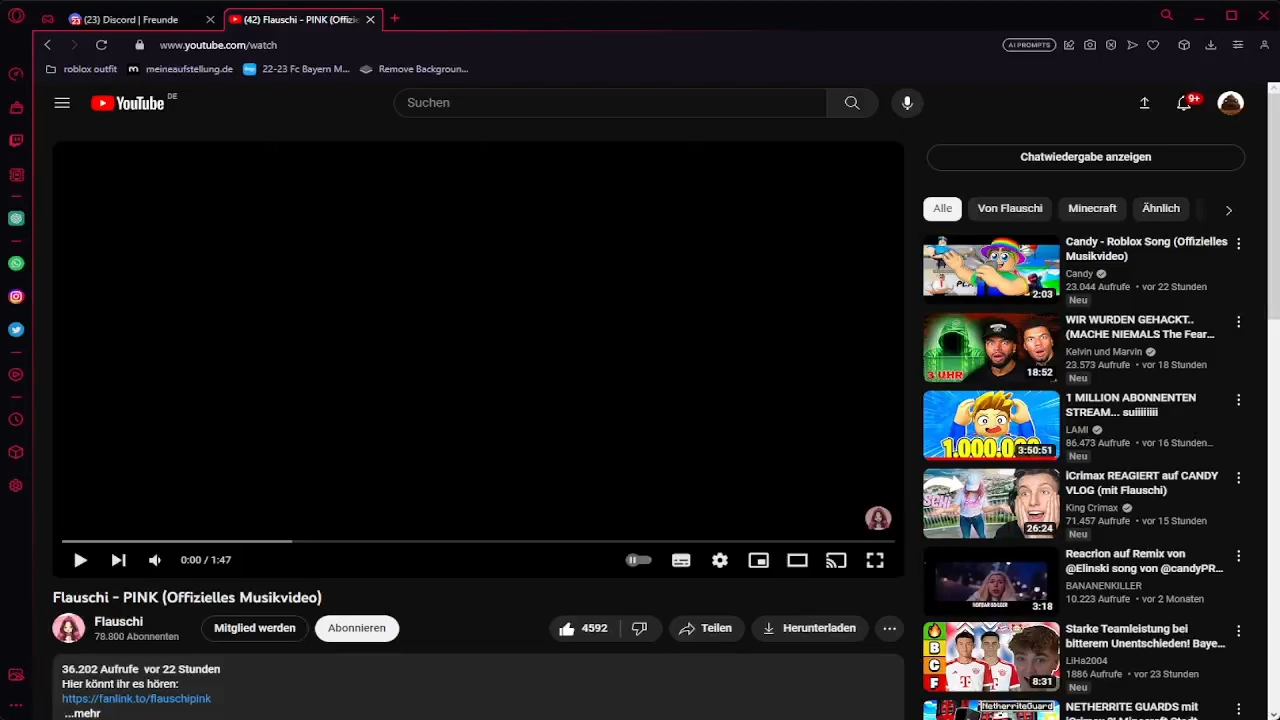 (23) Discord | Freunde
(42) Flauschi - PINK (Offizie
www.youtube.com/watch
AI PROMPTS
roblox outfit
meineaufstellung.de
22-23 Fc Bayern M...
Remove Backgroun...
YouTube DE
Suchen
9+
Chatwiedergabe anzeigen
Alle
Von Flauschi
Minecraft
Ähnlich
Candy - Roblox Song (Offizielles
Musikvideo)
Candy
23.044 Aufrufe • vor 22 Stunden
Neu
2:03
WIR WURDEN GEHACKT..
(MACHE NIEMALS The Fear...
Kelvin und Marvin
23.573 Aufrufe • vor 18 Stunden
Neu
3 UHR
18:52
1 MILLION ABONNENTEN
STREAM... suiiiiiiii
LAMI
86.473 Aufrufe • vor 16 Stunden...
Neu
3:50:51
iCrimax REAGIERT auf CANDY
VLOG (mit Flauschi)
King Crimax
71.457 Aufrufe • vor 15 Stunden
Neu
26:24
Reacrion auf Remix von
@Elinski song von @candyPR...
BANANENKILLER
10.223 Aufrufe • vor 2 Monaten
3:18
Starke Teamleistung bei
bitterem Unentschieden! Baye...
LiHa2004
1886 Aufrufe • vor 23 Stunden
Neu
B
C
F
8:31
NETHERRITE GUARDS mit
NetherriteGuard
0:00 / 1:47
Flauschi - PINK (Offizielles Musikvideo)
Flauschi
78.800 Abonnenten
Mitglied werden
Abonnieren
4592
Teilen
Herunterladen
36.202 Aufrufe vor 22 Stunden
Hier könnt ihr es hören:
https://fanlink.to/flauschipink
...mehr